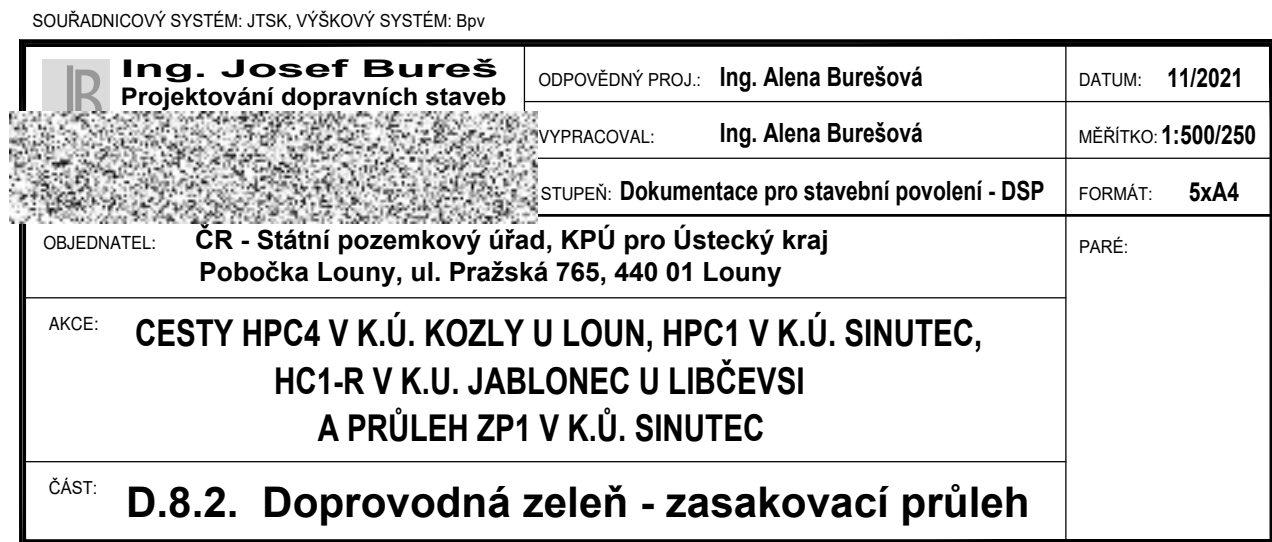 SOUŘADNICOVÝ SYSTÉM: JTSK, VÝŠKOVÝ SYSTÉM: Bpv
Ing. Josef Bureš
Projektování dopravních staveb
ODPOVĚDNÝ PROJ.: Ing. Alena Burešová
DATUM: 11/2021
VYPRACOVAL: Ing. Alena Burešová
MĚŘÍTKO: 1:500/250
STUPEŇ: Dokumentace pro stavební povolení - DSP
FORMÁT: 5xA4
OBJEDNATEL: ČR - Státní pozemkový úřad, KPÚ pro Ústecký kraj
Pobočka Louny, ul. Pražská 765, 440 01 Louny
PARÉ:
AKCE: CESTY HPC4 V K.Ú. KOZLY U LOUN, HPC1 V K.Ú. SINUTEC,
HC1-R V K.U. JABLONEC U LIBČEVSI
A PRŮLEH ZP1 V K.Ů. SINUTEC
ČÁST: D.8.2. Doprovodná zeleň - zasakovací průleh